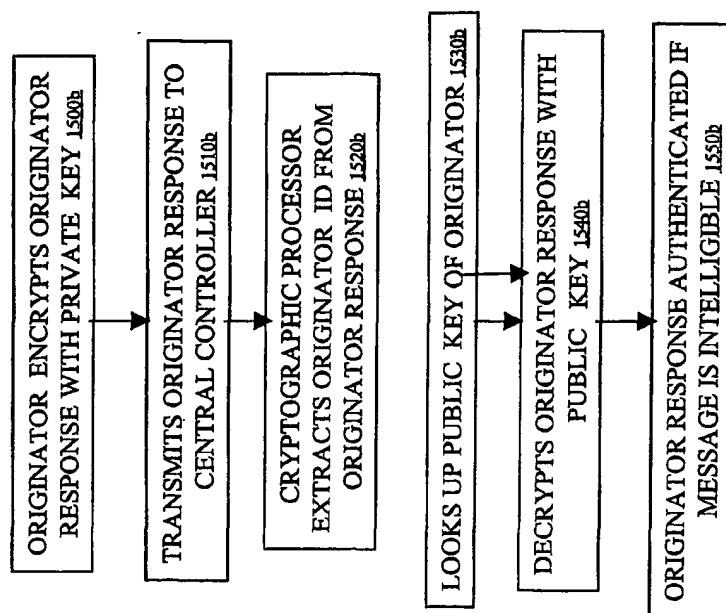 ORIGINATOR ENCRYPTS ORIGINATOR
RESPONSE WITH PRIVATE KEY 1500b
TRANSMITS ORIGINATOR RESPONSE TO
CENTRAL CONTROLLER 1510b
CRYPTOGRAPHIC PROCESSOR
EXTRACTS ORIGINATOR ID FROM
ORIGINATOR RESPONSE 1520b
LOOKS UP PUBLIC KEY OF ORIGINATOR 1530b
DECRYPTS ORIGINATOR RESPONSE WITH
PUBLIC KEY 1540b
ORIGINATOR RESPONSE AUTHENTICATED IF
MESSAGE IS INTELLIGIBLE 1550b